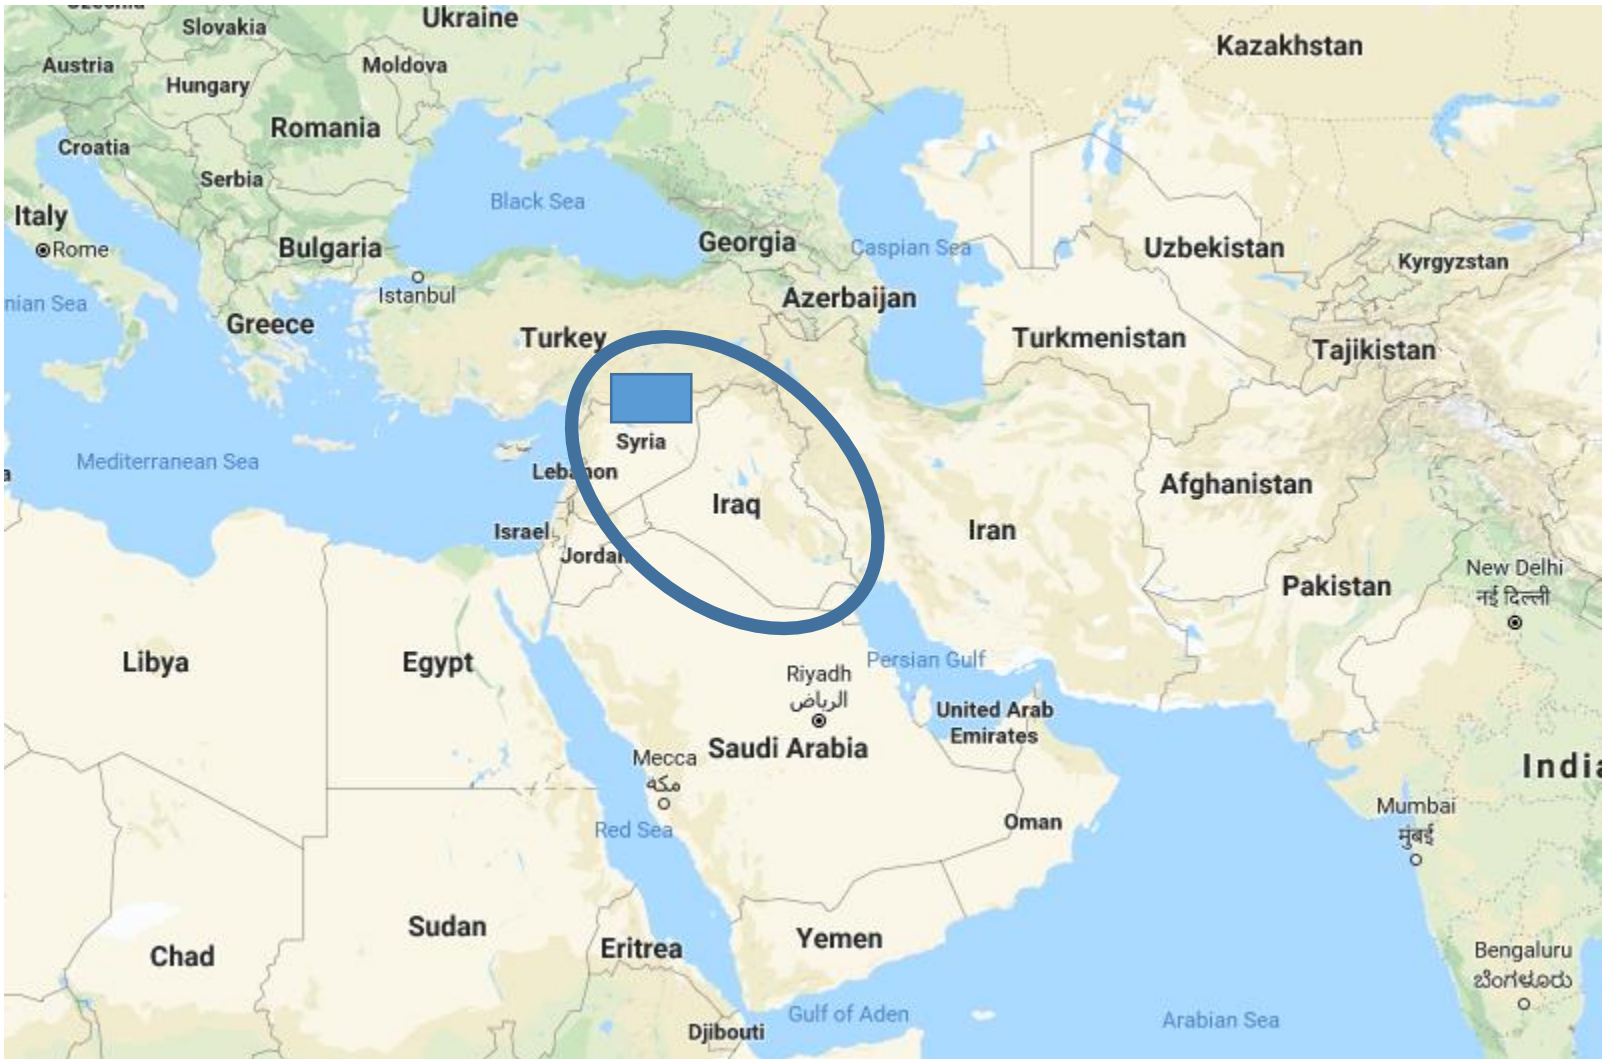 Slovakia
Ukraine
Kazakhstan
Austria
Moldova
Hungary
Romania
Croatia
Serbia
Black Sea
Italy
Rome
Bulgaria
Georgia
Caspian Sea
Uzbekistan
Kyrgyzstan
Istanbul
nian Sea
Greece
Azerbaijan
Turkey
Turkmenistan
Tajikistan
Syria
Mediterranean Sea
Lebanon
Afghanistan
Iraq
Israel
Iran
Jordan
New Delhi
नई दिल्ली
Pakistan
Libya
Egypt
Persian Gulf
Riyadh
الرياض
United Arab
Emirates
Saudi Arabia
Mecca
مكة
India
Mumbai
मुंबई
Oman
Red Sea
Sudan
Eritrea
Yemen
Chad
Bengaluru
ಬೆಂಗಳೂರು
Gulf of Aden
Arabian Sea
Djibouti